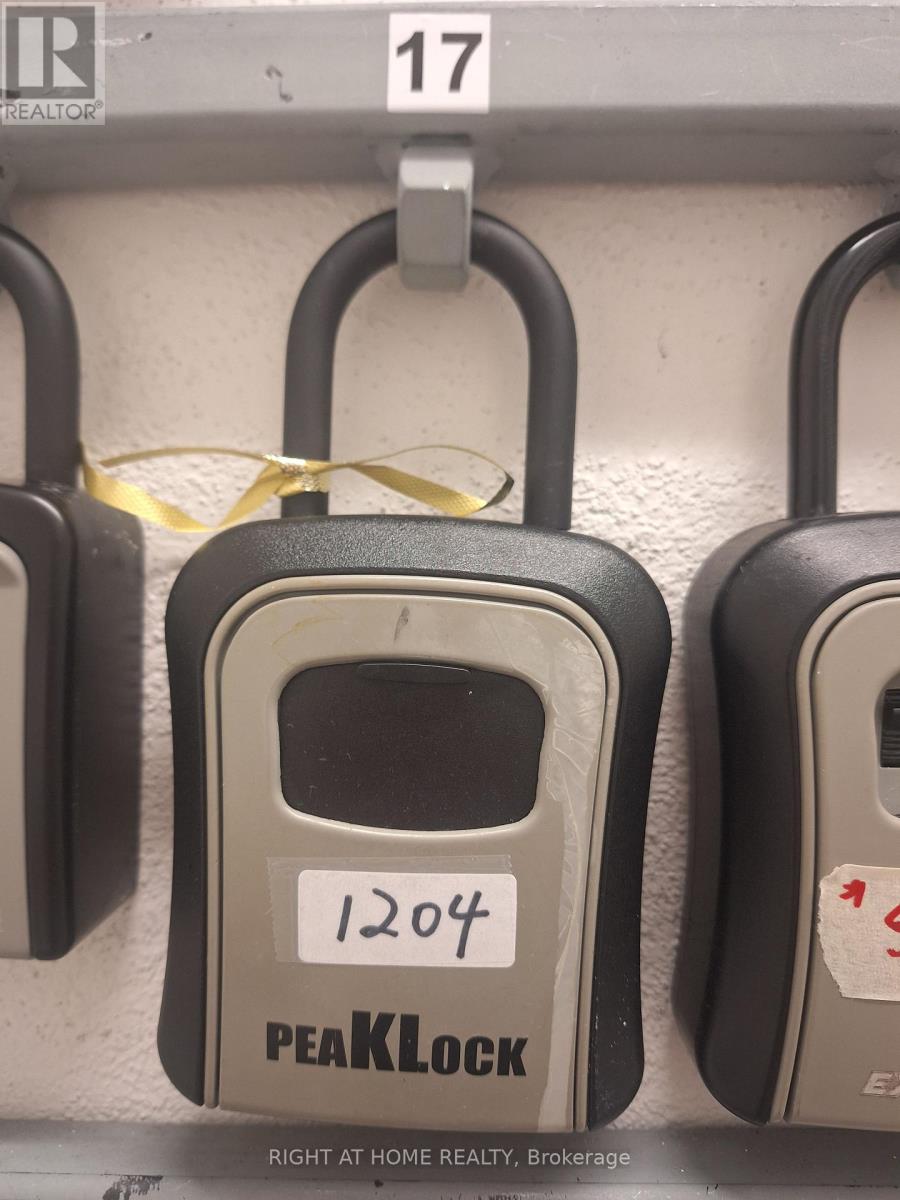 17
REALTOR®
1204
PEAKLOCK
RIGHT AT HOME REALTY, Brokerage